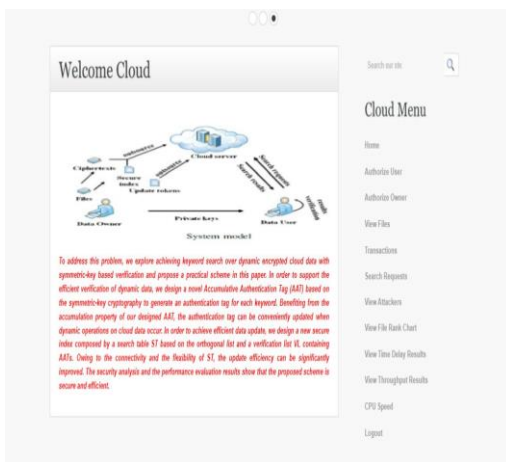 Welcome Cloud
Search our site
Cloud Menu
outsource
Cloud server
Ciphertexts
Secure
index
Update tokens
Search requests
Search results
results
verification
Files
Private keys
Data Owner
Data User
System model
To address this problem, we explore achieving keyword search over dynamic encrypted cloud data with
symmetric-key based verification and propose a practical scheme in this paper. In order to support the
efficient verification of dynamic data, we design a novel Accumulative Authentication Tag (AAT) based on
the symmetric-key cryptography to generate an authentication tag for each keyword. Benefiting from the
accumulation property of our designed AAT, the authentication tag can be conveniently updated when
dynamic operations on cloud data occur. In order to achieve efficient data update, we design a new secure
index composed by a search table ST based on the orthogonal list and a verification list VL containing
AATs. Owing to the connectivity and the flexibility of ST, the update efficiency can be significantly
improved. The security analysis and the performance evaluation results show that the proposed scheme is
secure and efficient.
Home
Authorize User
Authorize Owner
View Files
Transactions
Search Requests
View Attackers
View File Rank Chart
View Time Delay Results
View Throughput Results
CPU Speed
Logout